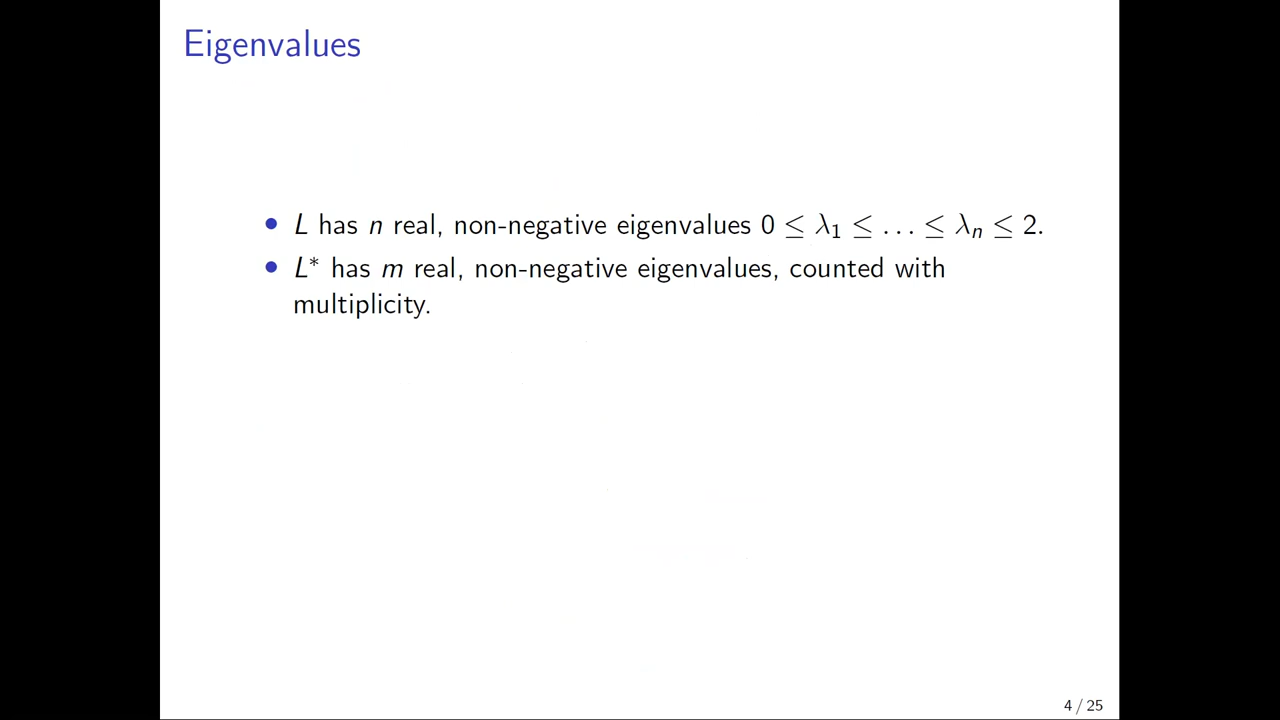 Eigenvalues
• L has n real, non-negative eigenvalues 0 ≤ λ₁ ≤ … ≤ λₙ ≤ 2.
• L* has m real, non-negative eigenvalues, counted with
multiplicity.
4 / 25